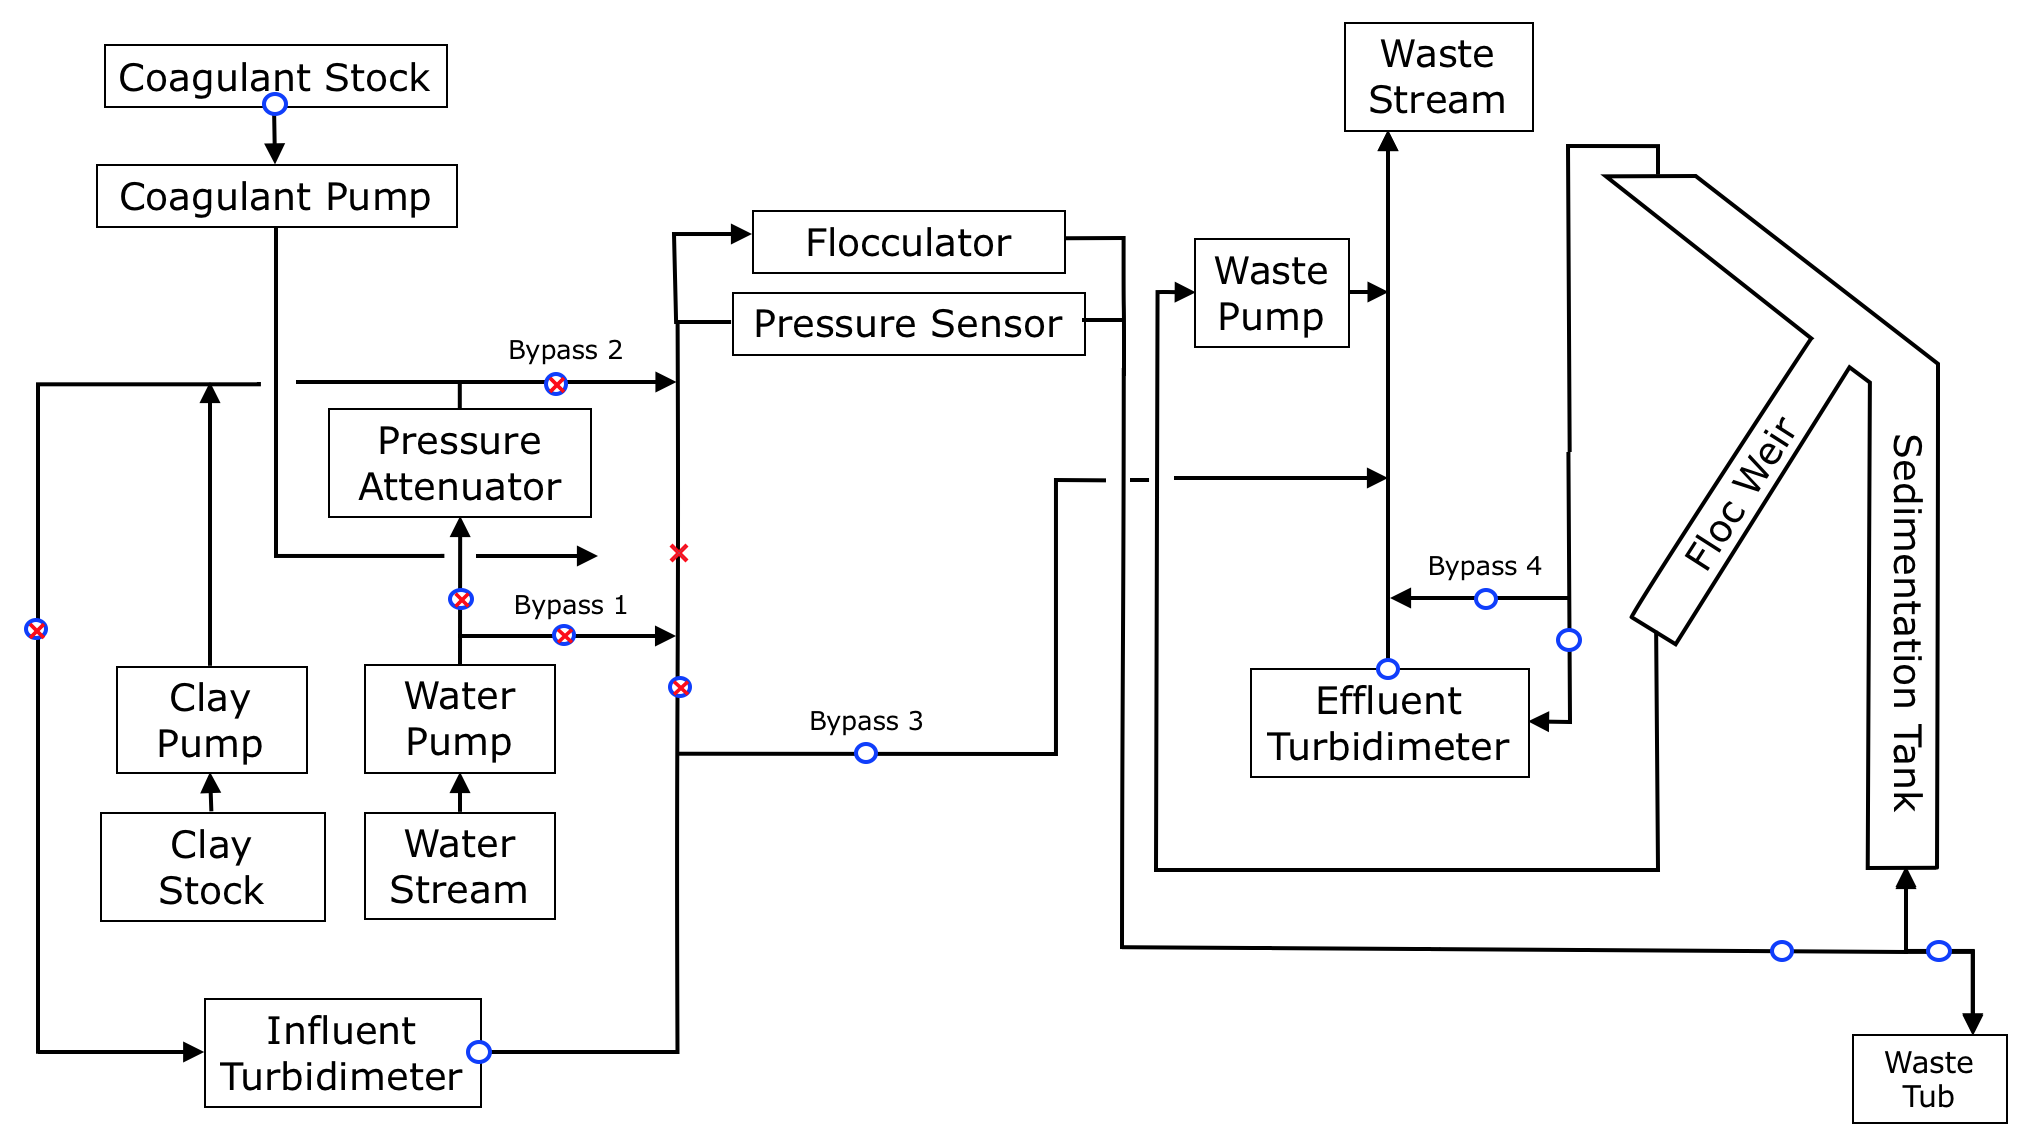 Coagulant Stock
Coagulant Pump
Bypass 2
Pressure
Attenuator
Bypass 1
Clay
Pump
Water
Pump
Clay
Stock
Water
Stream
Influent
Turbidimeter
Flocculator
Pressure Sensor
Bypass 3
Waste
Stream
Waste
Pump
Bypass 4
Effluent
Turbidimeter
Floc Weir
Sedimentation Tank
Waste
Tub